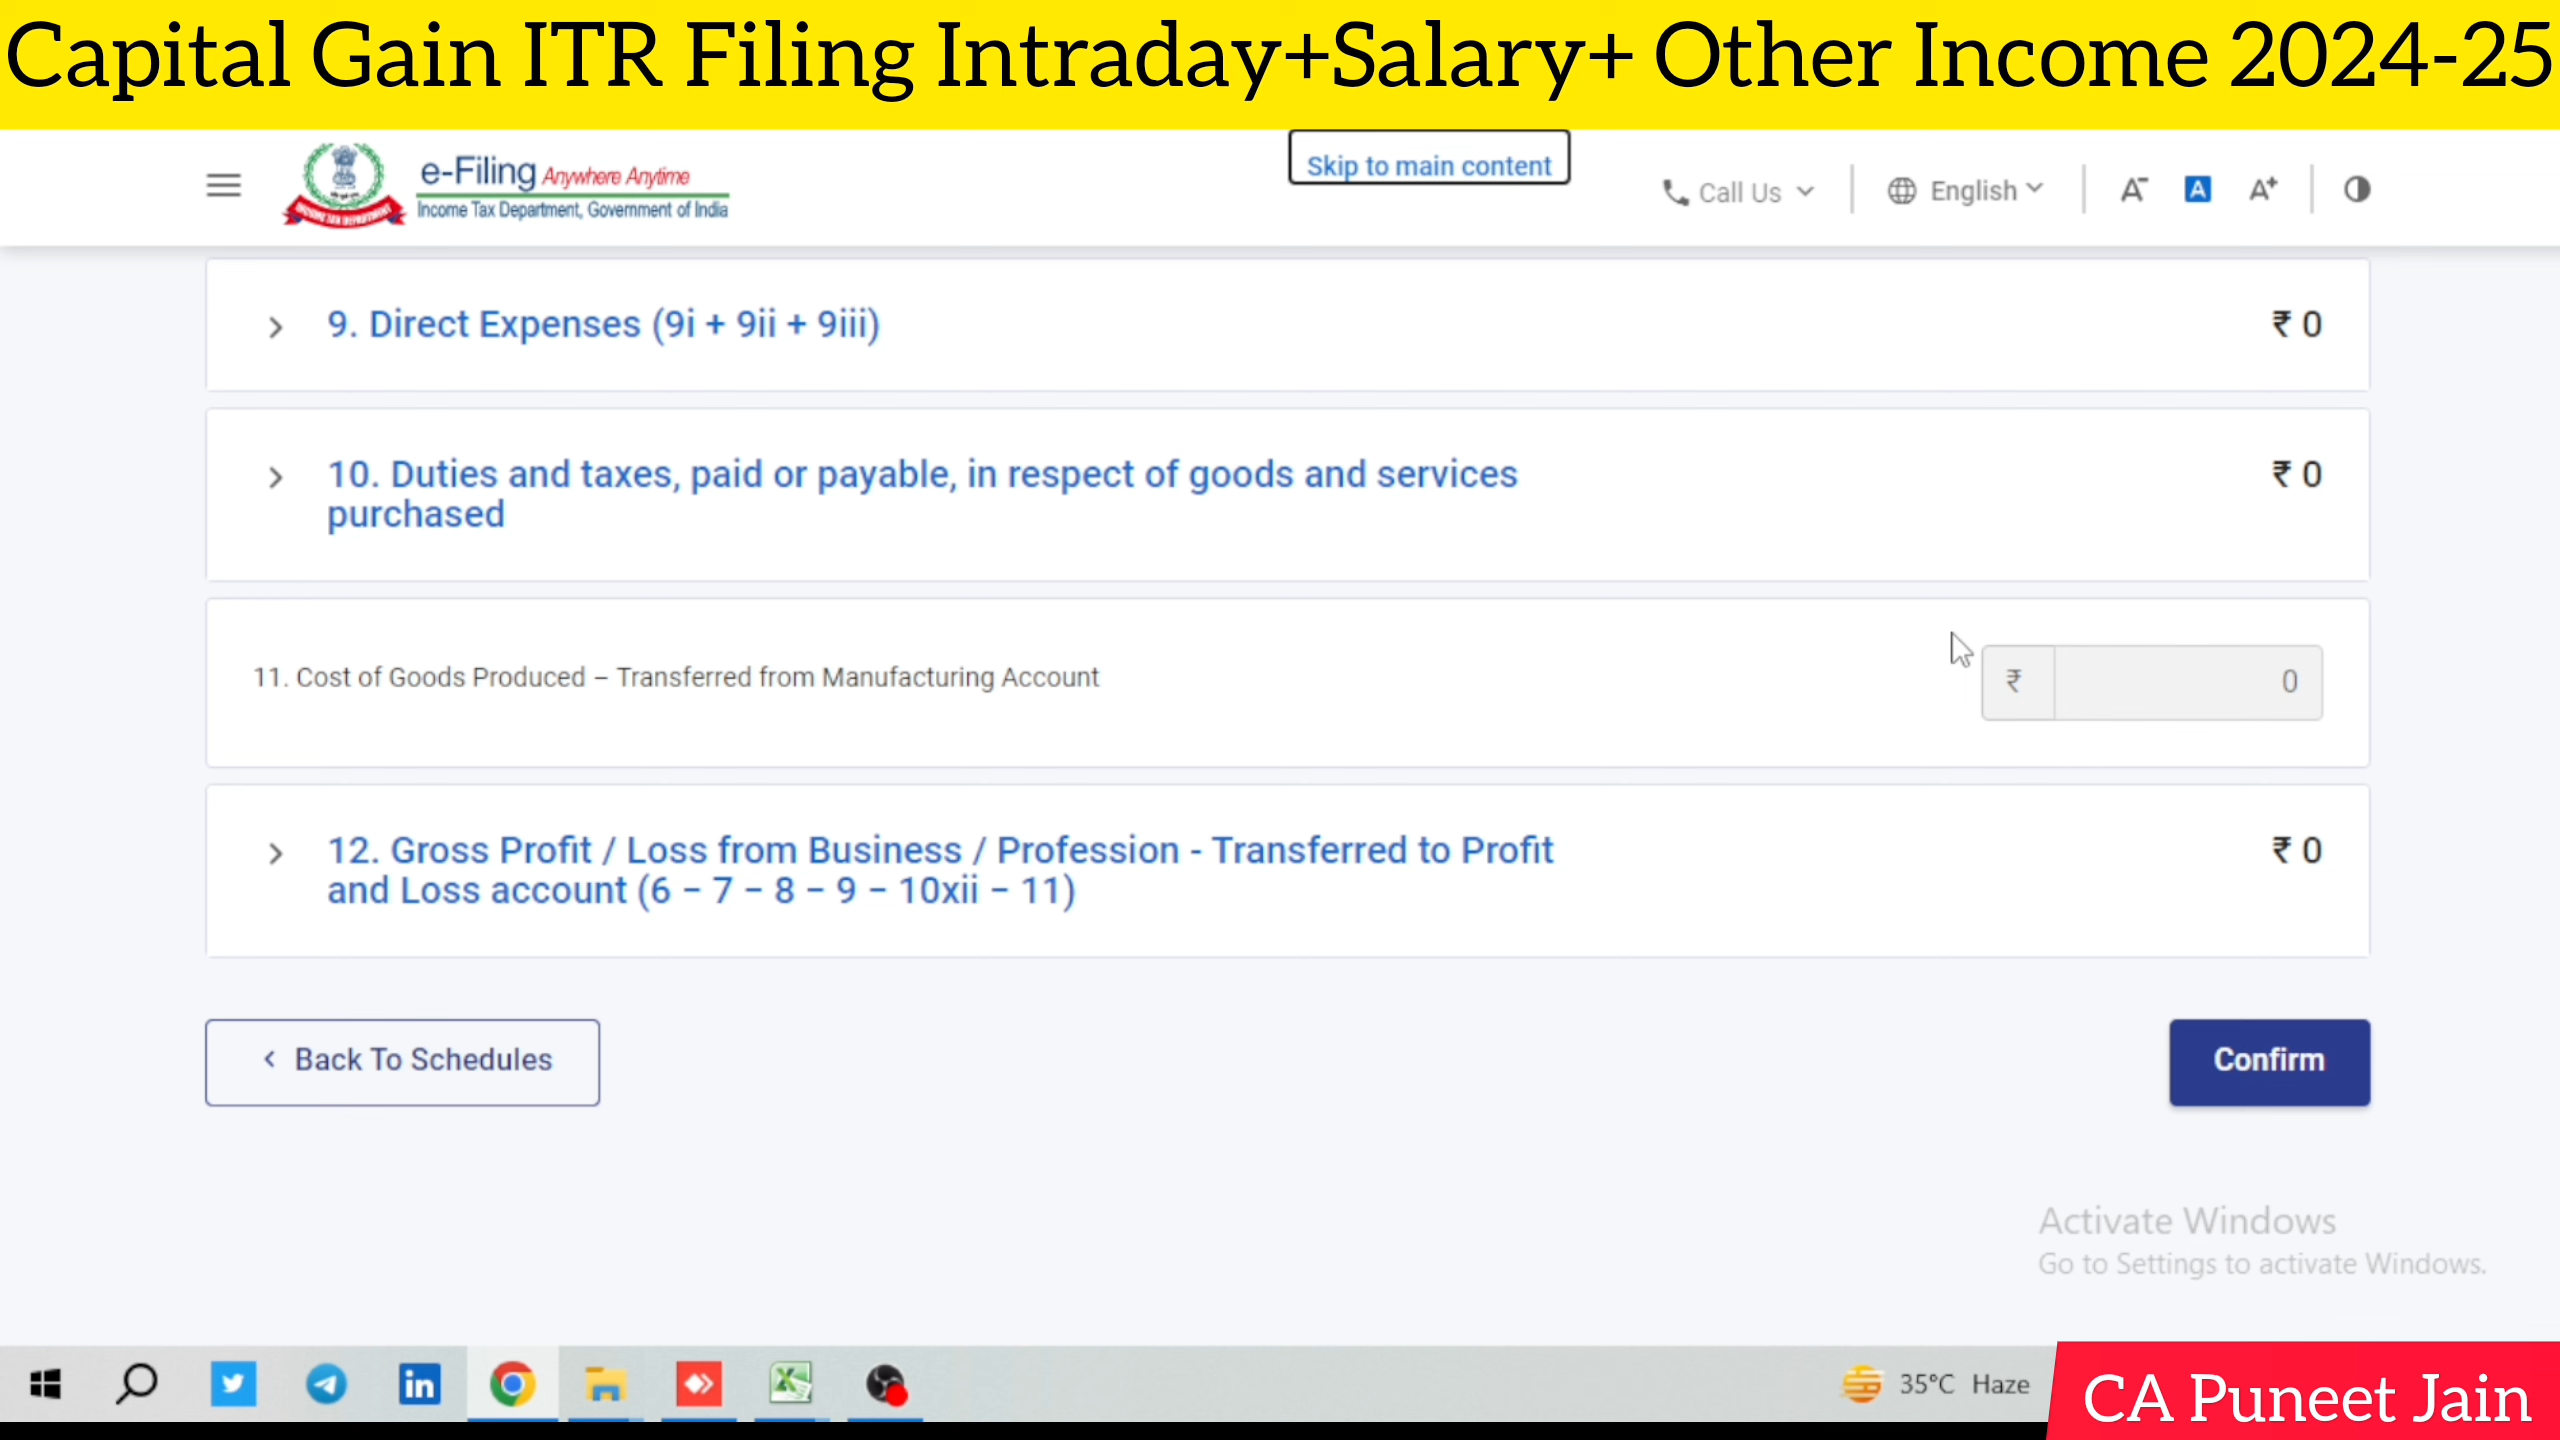 Capital Gain ITR Filing Intraday+Salary+ Other Income 2024-25
e-Filing Anywhere Anytime
Income Tax Department, Government of India
Skip to main content
Call Us
English
A-
A
A+
9. Direct Expenses (9i + 9ii + 9iii)
₹ 0
10. Duties and taxes, paid or payable, in respect of goods and services
purchased
₹ 0
11. Cost of Goods Produced – Transferred from Manufacturing Account
₹ 0
12. Gross Profit / Loss from Business / Profession - Transferred to Profit
and Loss account (6 – 7 – 8 – 9 – 10xii – 11)
₹ 0
Back To Schedules
Confirm
Activate Windows
Go to Settings to activate Windows.
in
35°C Haze
CA Puneet Jain